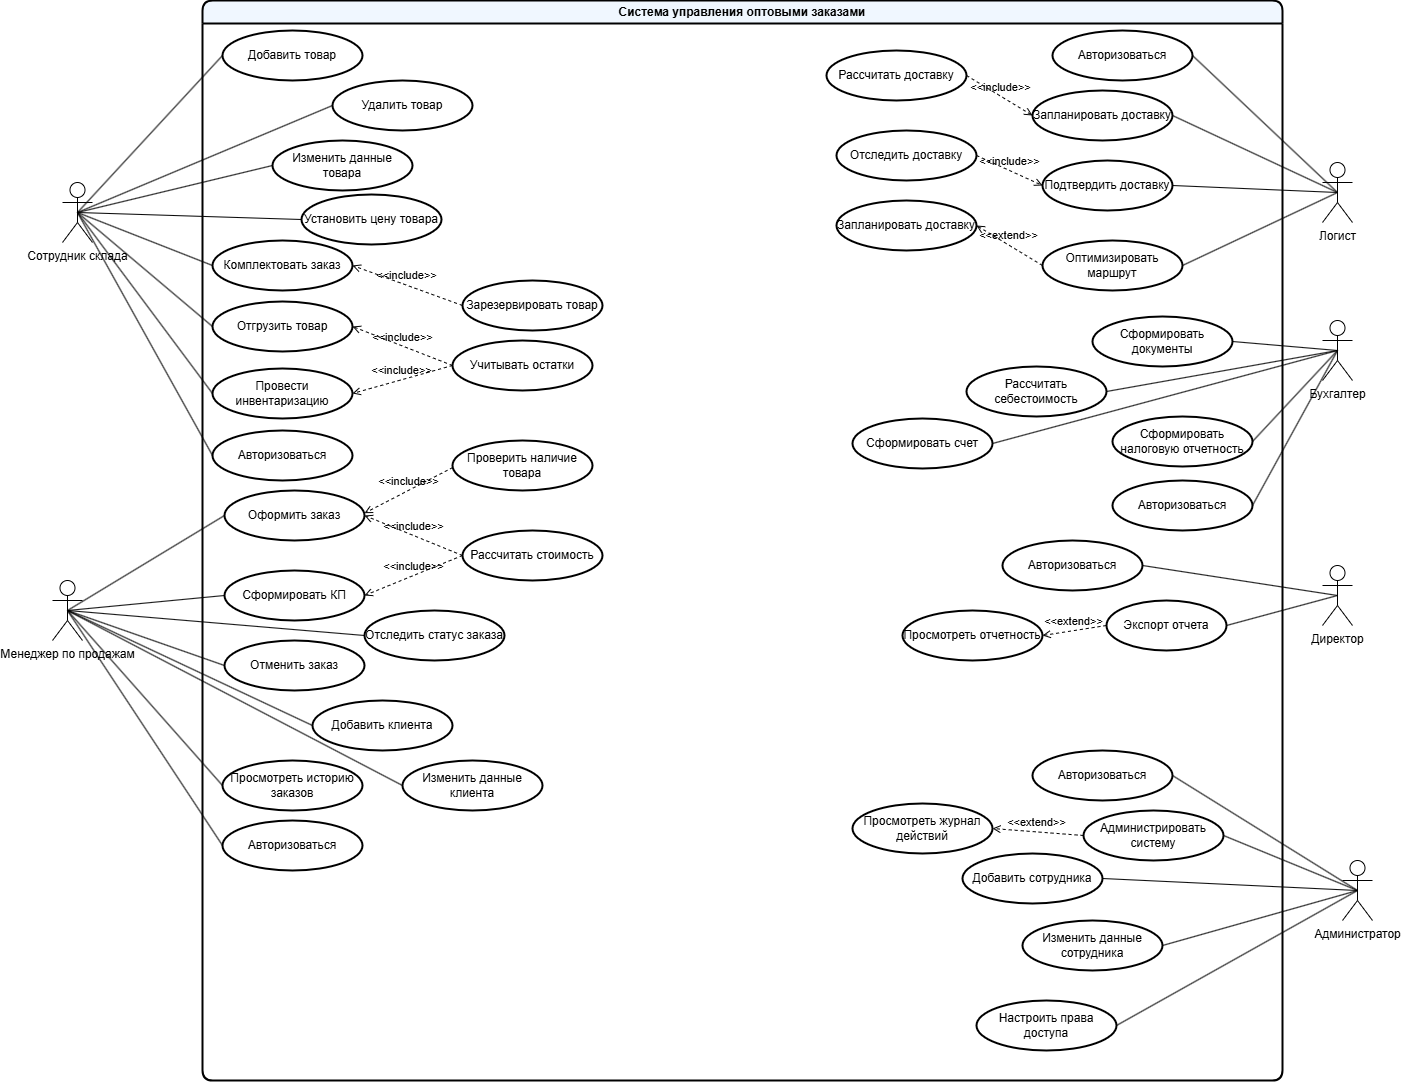 Система управления оптовыми заказами
Добавить товар
Удалить товар
Изменить данные
товара
Установить цену товара
Сотрудник склада
Комплектовать заказ
<<include>>
Зарезервировать товар
Отгрузить товар
<<include>>
Учитывать остатки
<<include>>
Провести
инвентаризацию
Авторизоваться
Проверить наличие
товара
<<include>>
Оформить заказ
<<include>>
Рассчитать стоимость
<<include>>
Сформировать КП
Отследить статус заказа
Менеджер по продажам
Отменить заказ
Добавить клиента
Просмотреть историю
заказов
Изменить данные
клиента
Авторизоваться
Авторизоваться
Рассчитать доставку
<<include>>
Запланировать доставку
Отследить доставку
<<include>>
Подтвердить доставку
Запланировать доставку
<<extend>>
Оптимизировать
маршрут
Логист
Сформировать
документы
Рассчитать
себестоимость
Бухгалтер
Сформировать счет
Сформировать
налоговую отчетность
Авторизоваться
Авторизоваться
Просмотреть отчетность
<<extend>>
Экспорт отчета
Директор
Авторизоваться
Просмотреть журнал
действий
<<extend>>
Администрировать
систему
Добавить сотрудника
Администратор
Изменить данные
сотрудника
Настроить права
доступа